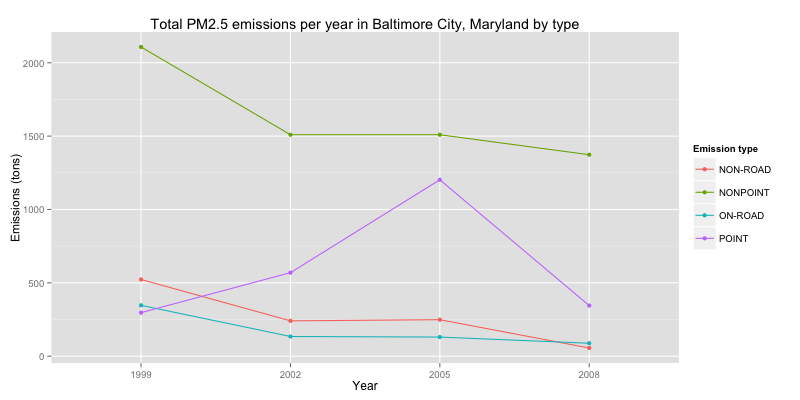 Total PM2.5 emissions per year in Baltimore City, Maryland by type
2000
1500
1000
500
0
Emissions (tons)
1999 2002 2005 2008
Year
Emission type
NON-ROAD
NONPOINT
ON-ROAD
POINT